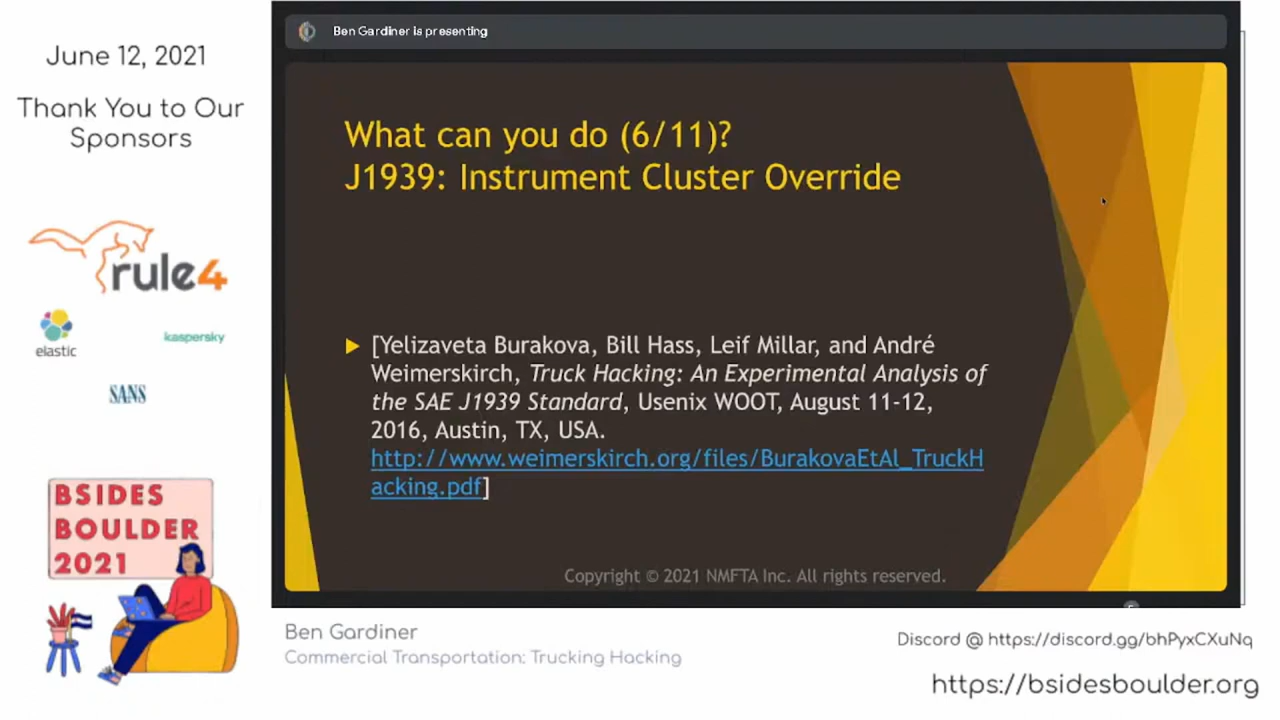 June 12, 2021
Thank You to Our
Sponsors
rule4
elastic
kaspersky
SANS
BSIDES
BOULDER
2021
Ben Gardiner is presenting
What can you do (6/11)?
J1939: Instrument Cluster Override
[Yelizaveta Burakova, Bill Hass, Leif Millar, and André
Weimerskirch, Truck Hacking: An Experimental Analysis of
the SAE J1939 Standard, Usenix WOOT, August 11-12,
2016, Austin, TX, USA.
http://www.weimerskirch.org/files/BurakovaEtAl_TruckH
acking.pdf]
Copyright © 2021 NMFTA Inc. All rights reserved.
Ben Gardiner
Commercial Transportation: Trucking Hacking
Discord @ https://discord.gg/bhPyxCXuNq
https://bsidesboulder.org